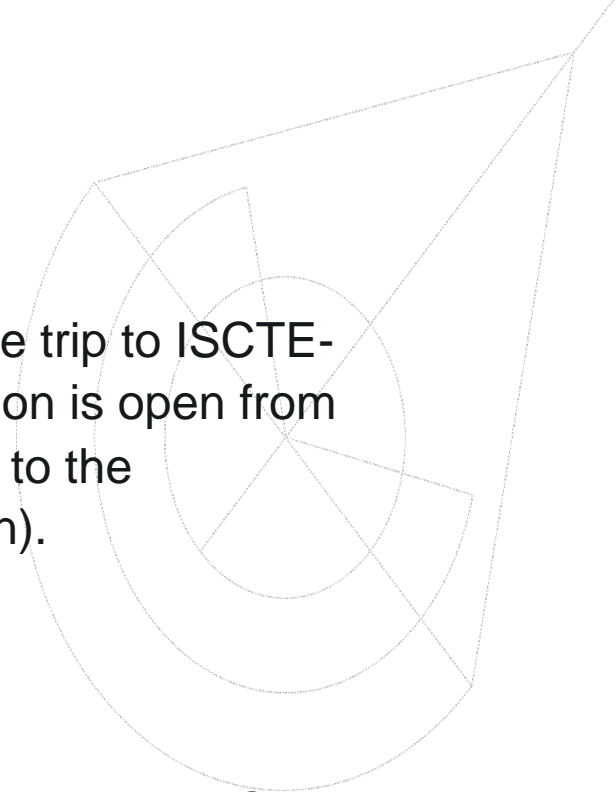 e trip to ISCTE-
on is open from
to the
n).